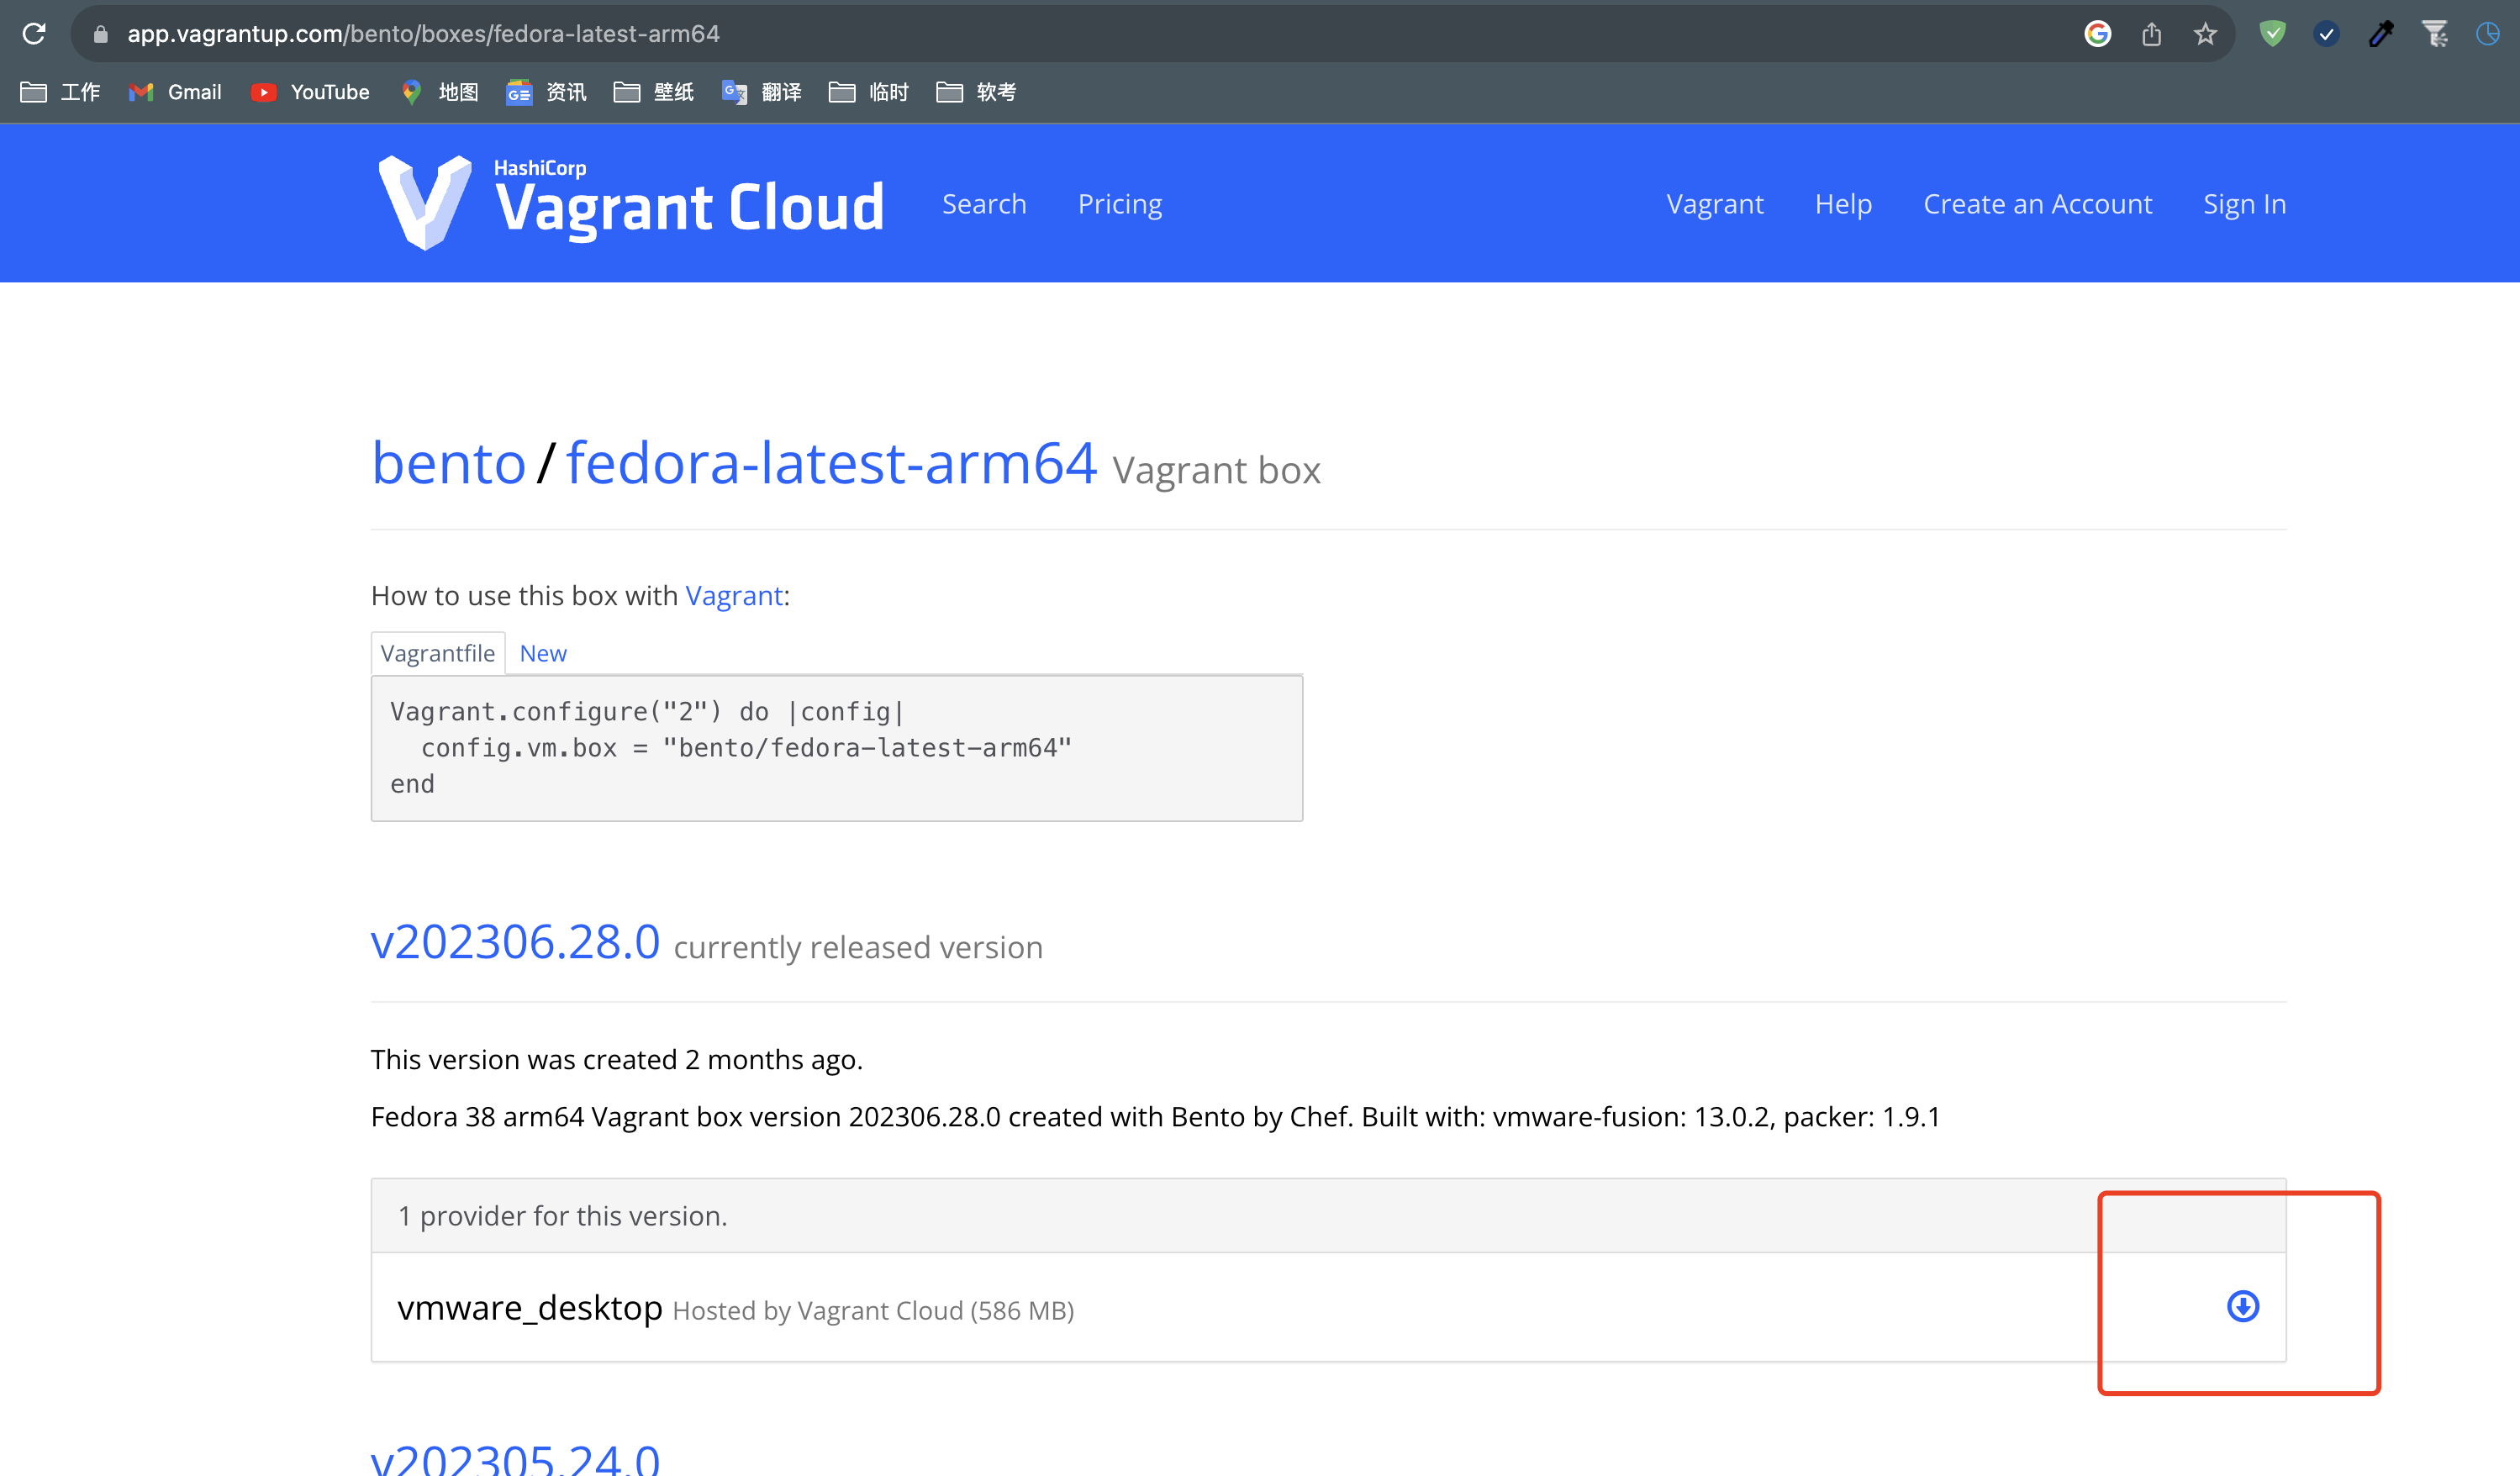 app.vagrantup.com/bento/boxes/fedora-latest-arm64
工作 Gmail YouTube 地图 资讯 壁纸 翻译 临时 软考
HashiCorp
Vagrant Cloud Search Pricing Vagrant Help Create an Account Sign In
bento/fedora-latest-arm64 Vagrant box
How to use this box with Vagrant:
Vagrantfile New
Vagrant.configure("2") do |config|
config.vm.box = "bento/fedora-latest-arm64"
end
v202306.28.0 currently released version
This version was created 2 months ago.
Fedora 38 arm64 Vagrant box version 202306.28.0 created with Bento by Chef. Built with: vmware-fusion: 13.0.2, packer: 1.9.1
1 provider for this version.
vmware_desktop Hosted by Vagrant Cloud (586 MB)
v202305.24.0